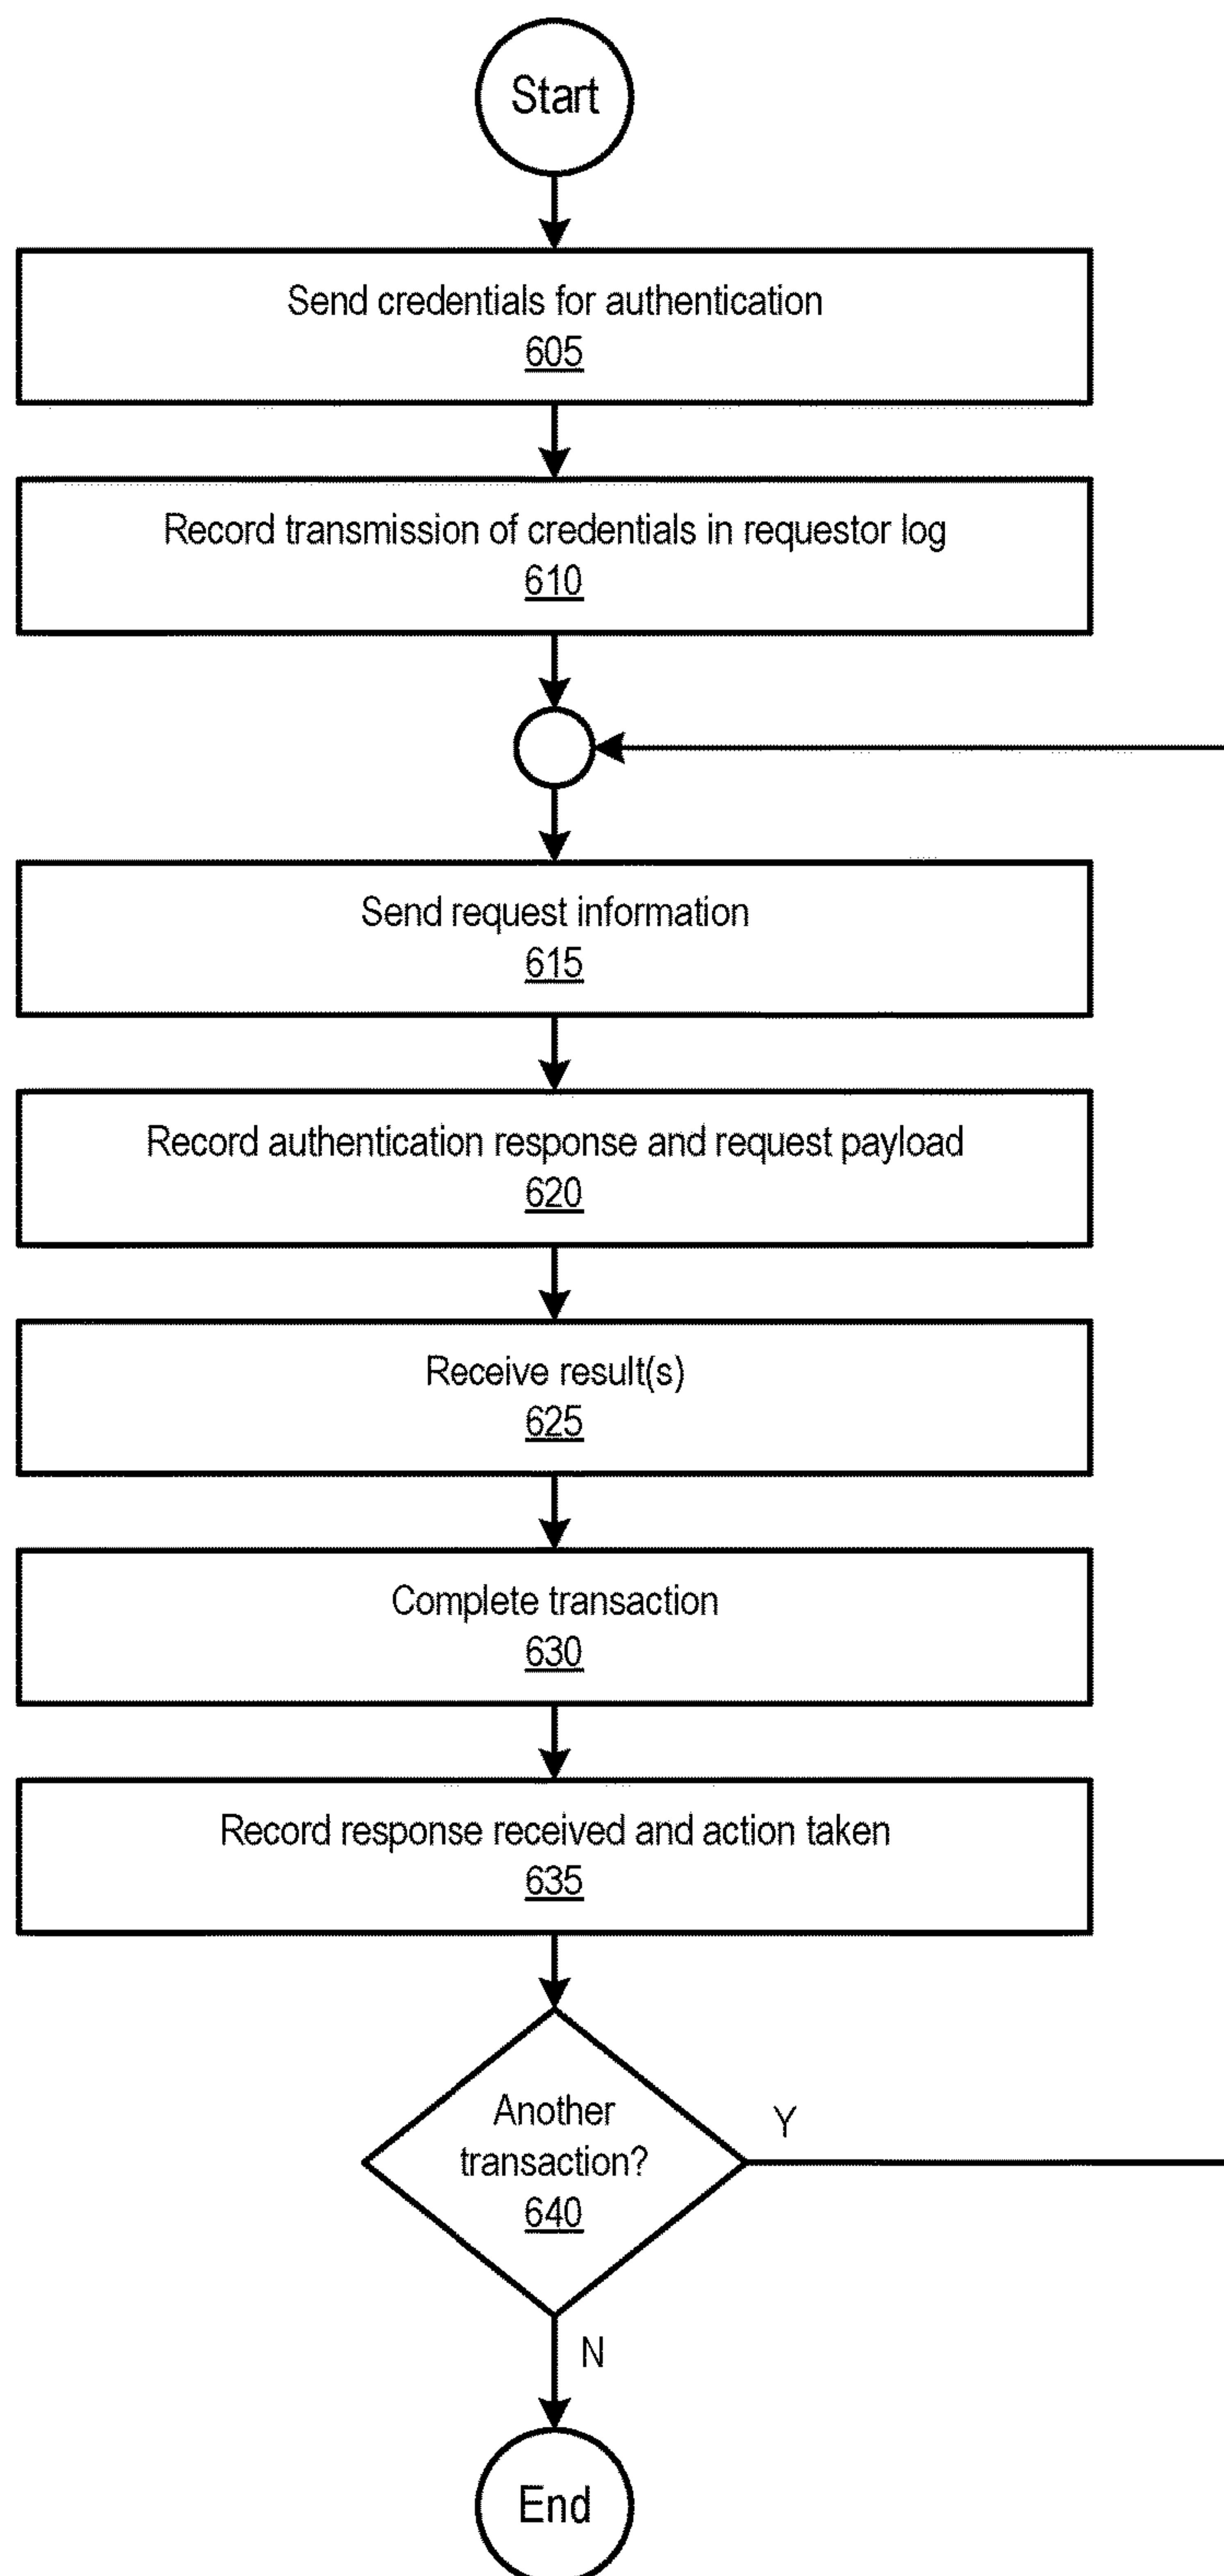 Start
Send credentials for authentication
605
Record transmission of credentials in requestor log
610
Send request information
615
Record authentication response and request payload
620
Receive result(s)
625
Complete transaction
630
Record response received and action taken
635
Another
transaction?
640
Y
N
End